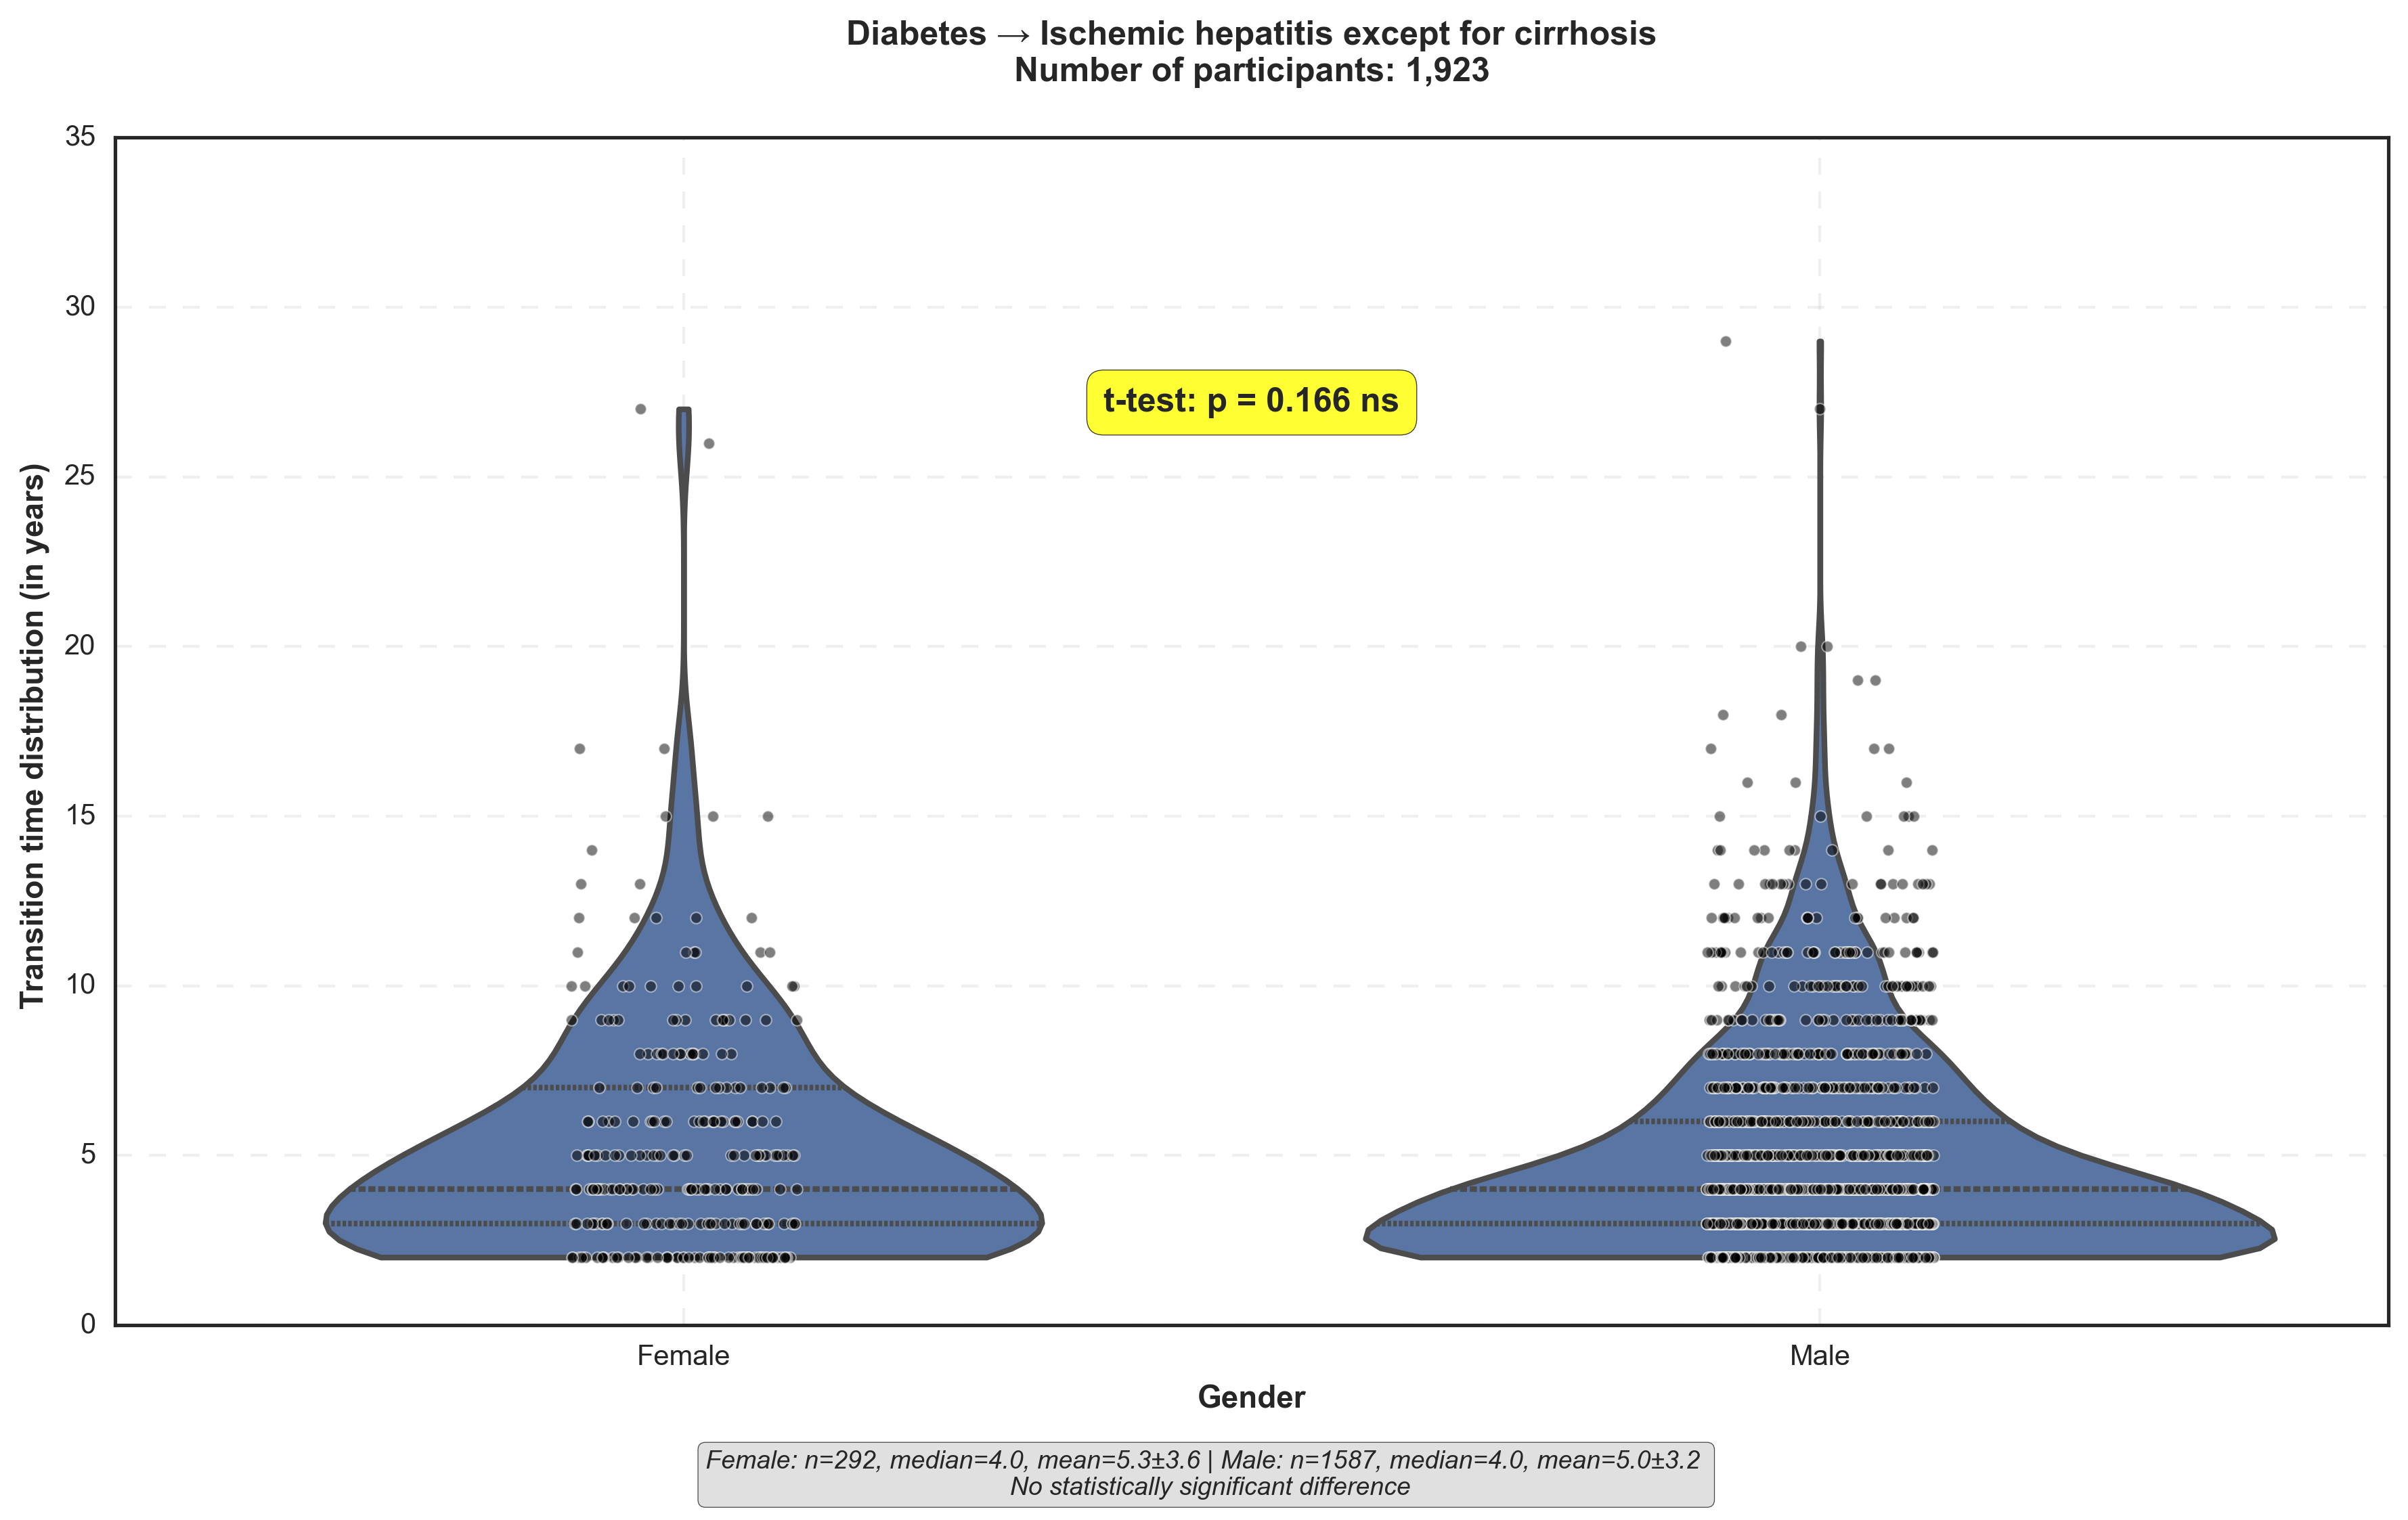 Diabetes → Ischemic hepatitis except for cirrhosis
Number of participants: 1,923
35
30
25
20
15
10
5
0
Transition time distribution (in years)
t-test: p = 0.166 ns
Female
Male
Gender
Female: n=292, median=4.0, mean=5.3±3.6 | Male: n=1587, median=4.0, mean=5.0±3.2
No statistically significant difference